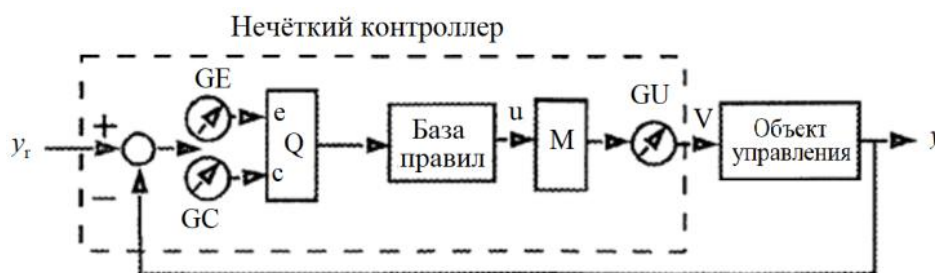 Нечёткий контроллер
GE
e
Q
c
GC
+
−
yr
База
правил
u
M
GU
V
Объект
управления
y